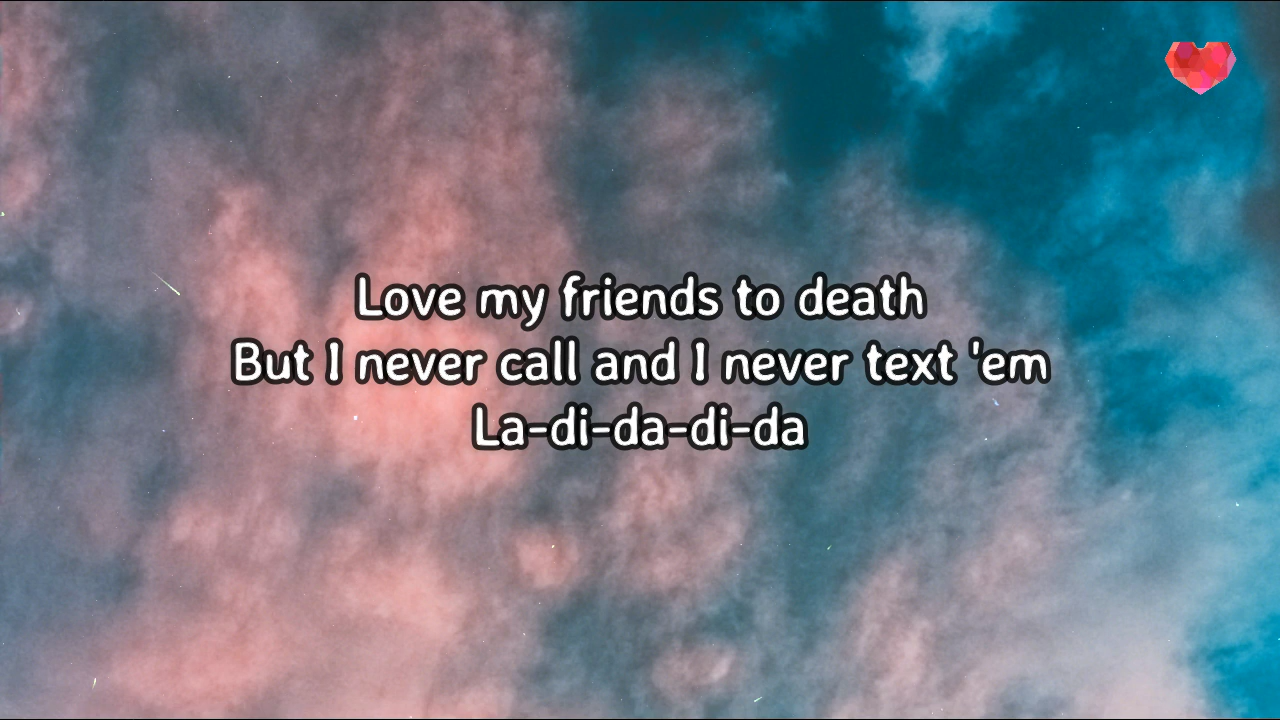 Love my friends to death
But I never call and I never text 'em
La-di-da-di-da